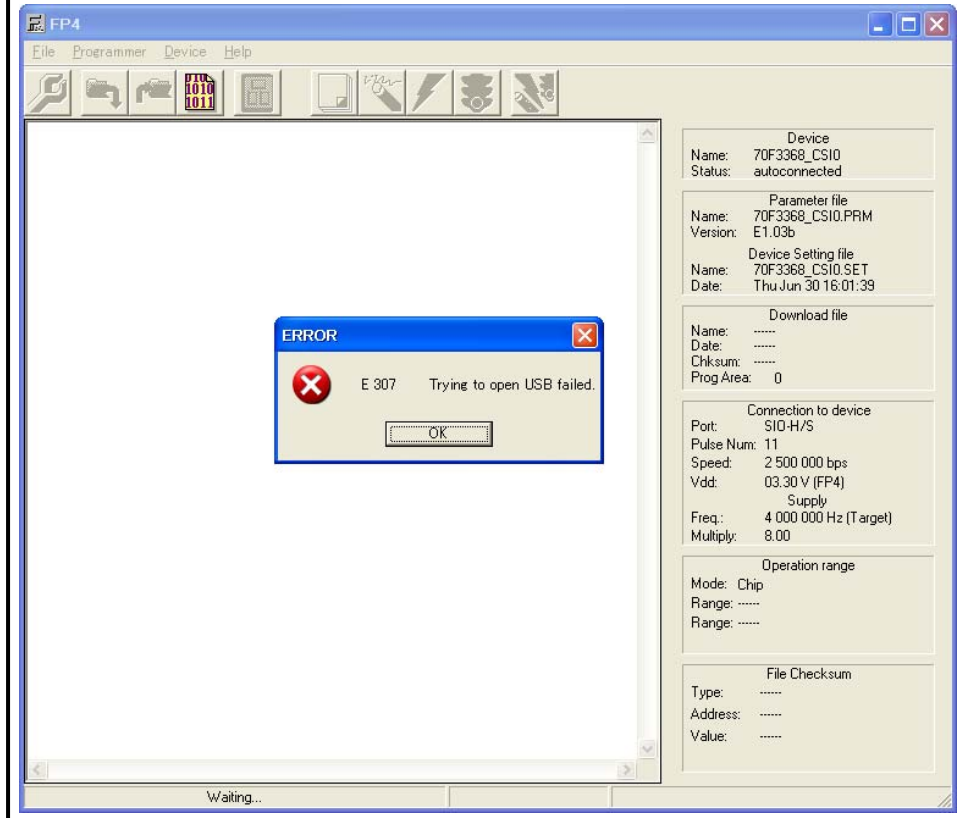 FP4
File Programmer Device Help
1010
1011
Device
Name: 70F3368_CSI0
Status: autoconnected
Parameter file
Name: 70F3368_CSI0.PRM
Version: E1.03b
Device Setting file
Name: 70F3368_CSI0.SET
Date: Thu Jun 30 16:01:39
Download file
Name: ------
Date: ------
Chksum: ------
Prog Area: 0
Connection to device
Port: SIO-H/S
Pulse Num: 11
Speed: 2 500 000 bps
Vdd: 03.30 V (FP4)
Supply
Freq.: 4 000 000 Hz (Target)
Multiply: 8.00
Operation range
Mode: Chip
Range: ------
Range: ------
File Checksum
Type: ------
Address: ------
Value: ------
ERROR
E 307 Trying to open USB failed.
OK
Waiting...